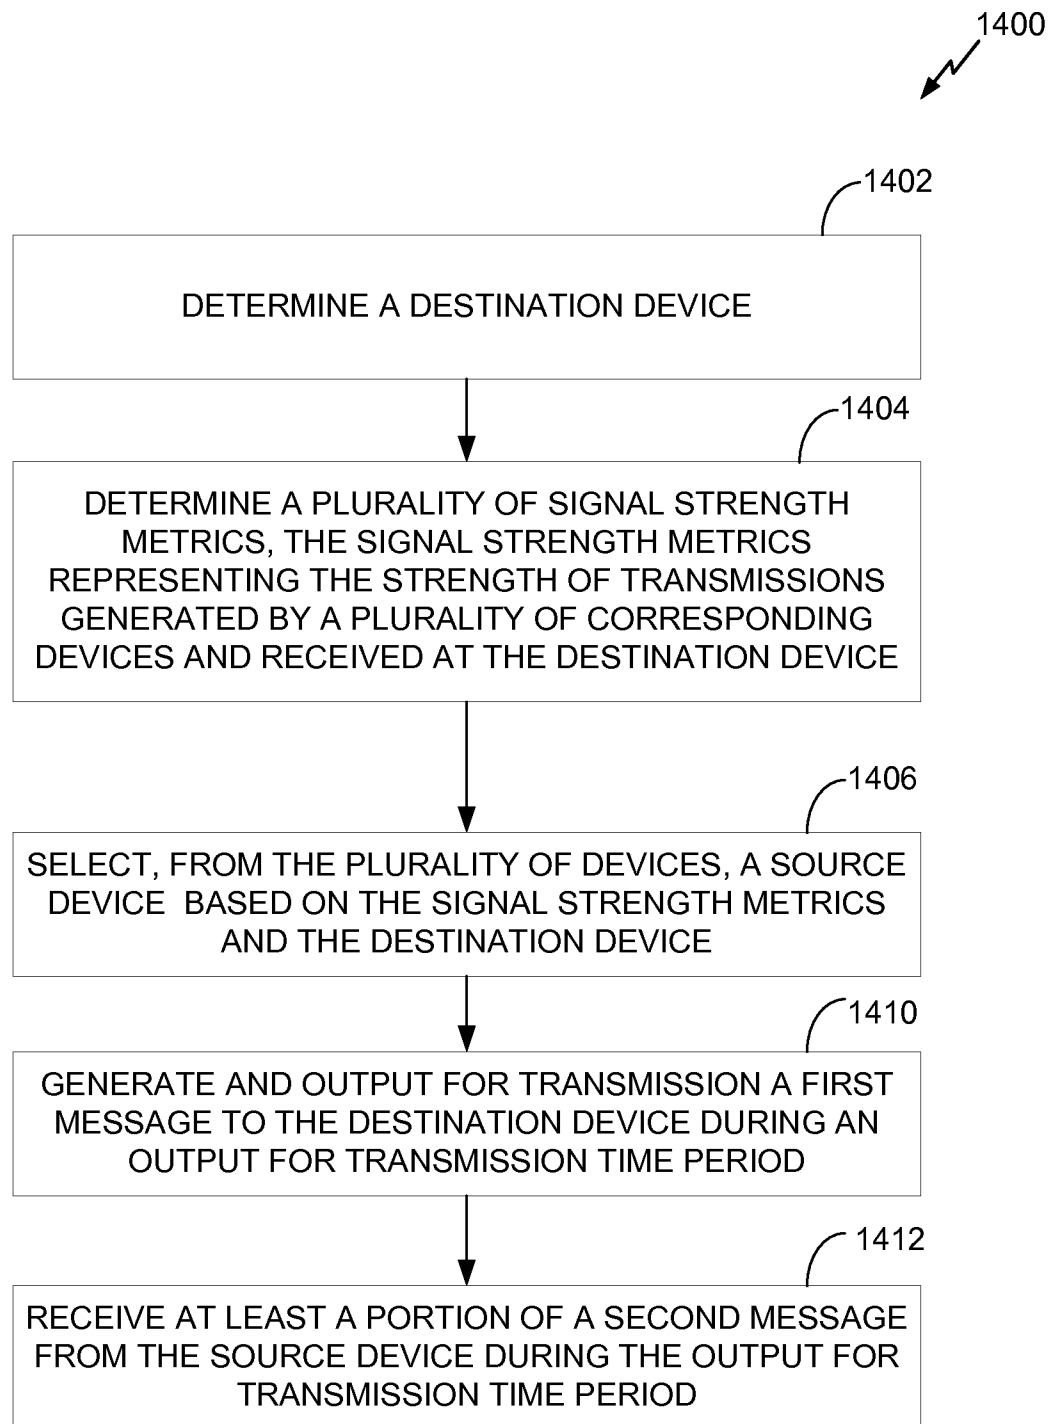 1400
1402
DETERMINE A DESTINATION DEVICE
1404
DETERMINE A PLURALITY OF SIGNAL STRENGTH
METRICS, THE SIGNAL STRENGTH METRICS
REPRESENTING THE STRENGTH OF TRANSMISSIONS
GENERATED BY A PLURALITY OF CORRESPONDING
DEVICES AND RECEIVED AT THE DESTINATION DEVICE
1406
SELECT, FROM THE PLURALITY OF DEVICES, A SOURCE
DEVICE BASED ON THE SIGNAL STRENGTH METRICS
AND THE DESTINATION DEVICE
1410
GENERATE AND OUTPUT FOR TRANSMISSION A FIRST
MESSAGE TO THE DESTINATION DEVICE DURING AN
OUTPUT FOR TRANSMISSION TIME PERIOD
1412
RECEIVE AT LEAST A PORTION OF A SECOND MESSAGE
FROM THE SOURCE DEVICE DURING THE OUTPUT FOR
TRANSMISSION TIME PERIOD